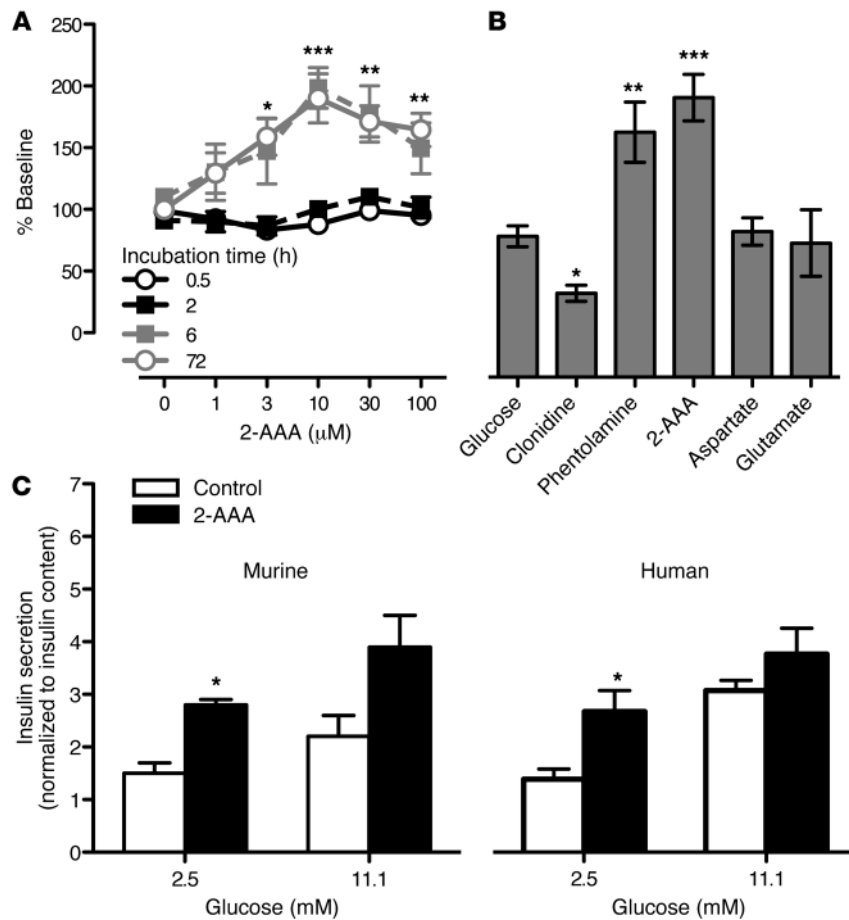 A
250
200
150
100
50
0
% Baseline
*
***
**
**
Incubation time (h)
0.5
2
6
72
0 1 3 10 30 100
2-AAA (μM)
B
*
**
***
Glucose
Clonidine
Phentolamine
2-AAA
Aspartate
Glutamate
C
Control
2-AAA
7
6
5
4
3
2
1
0
Insulin secretion
(normalized to insulin content)
Murine
*
2.5 11.1
Glucose (mM)
Human
*
2.5 11.1
Glucose (mM)